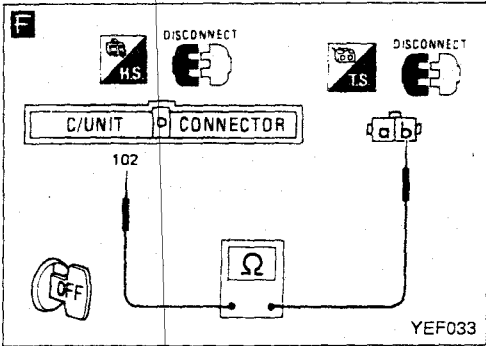 F
DISCONNECT
H.S.
DISCONNECT
T.S.
C/UNIT CONNECTOR
a b
102
Ω
OFF
YEF033